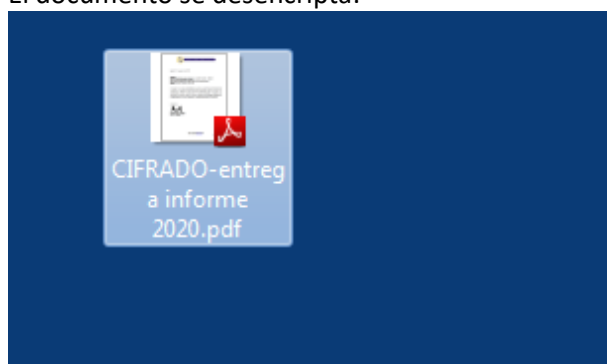 El documento se desencripta.
CIFRADO-entreg
a informe
2020.pdf